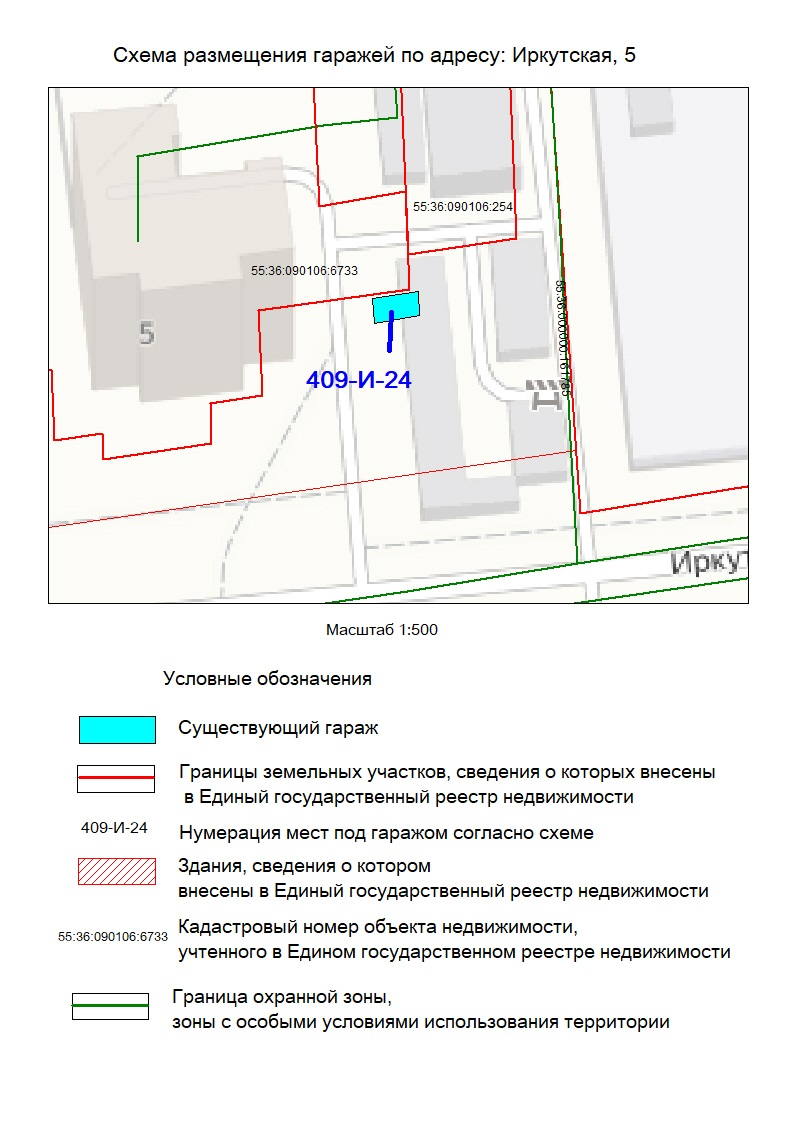 Схема размещения гаражей по адресу: Иркутская, 5
55:36:090106:254
55:36:090106:6733
5
409-И-24
Масштаб 1:500
Условные обозначения
Существующий гараж
Границы земельных участков, сведения о которых внесены
в Единый государственный реестр недвижимости
409-И-24
Нумерация мест под гаражом согласно схеме
Здания, сведения о котором
внесены в Единый государственный реестр недвижимости
55:36:090106:6733
Кадастровый номер объекта недвижимости,
учтенного в Едином государственном реестре недвижимости
Граница охранной зоны,
зоны с особыми условиями использования территории